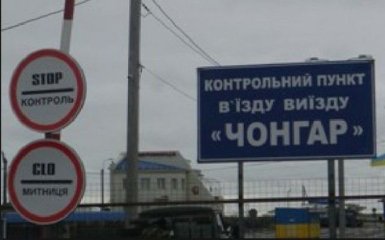 STOP
КОНТРОЛЬ
CLO
МИТНИЦЯ
КОНТРОЛЬНИЙ ПУНКТ
В`ЇЗДУ ВИЇЗДУ
«ЧОНГАР»